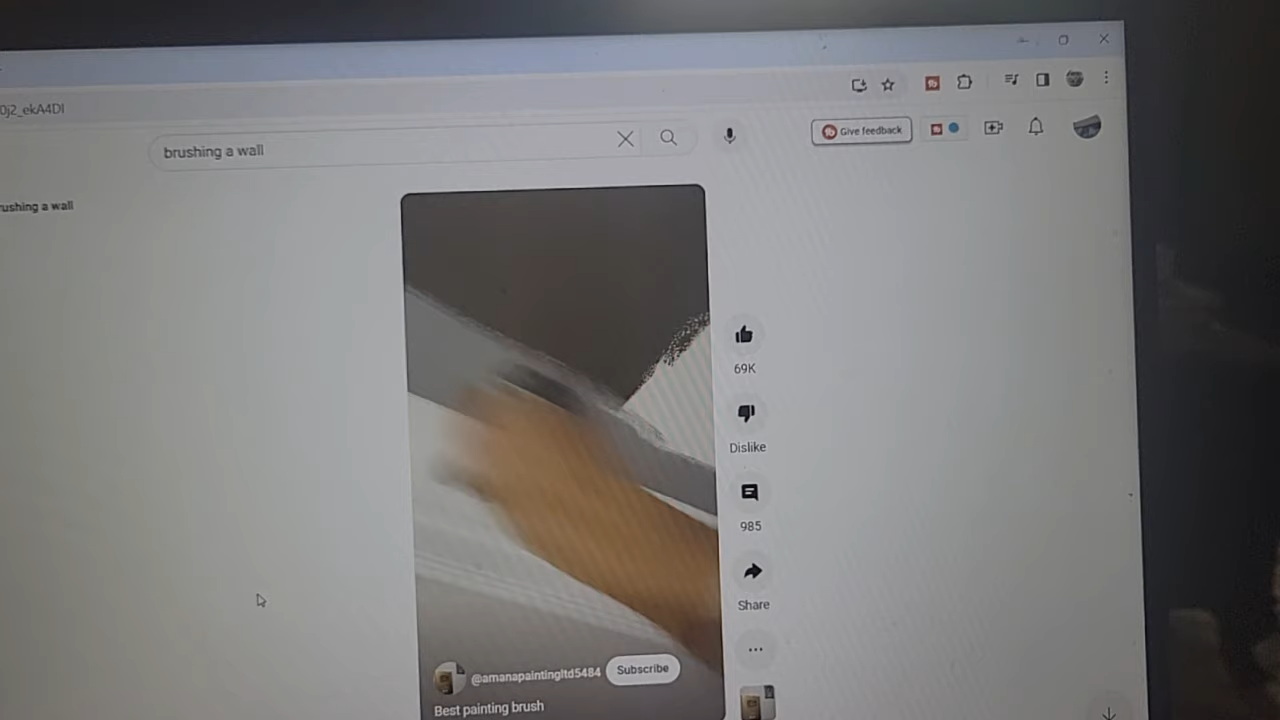 0j2_ekA4DI
brushing a wall
Give feedback
rushing a wall
69K
Dislike
985
Share
@amanapaintingltd5484
Subscribe
Best painting brush